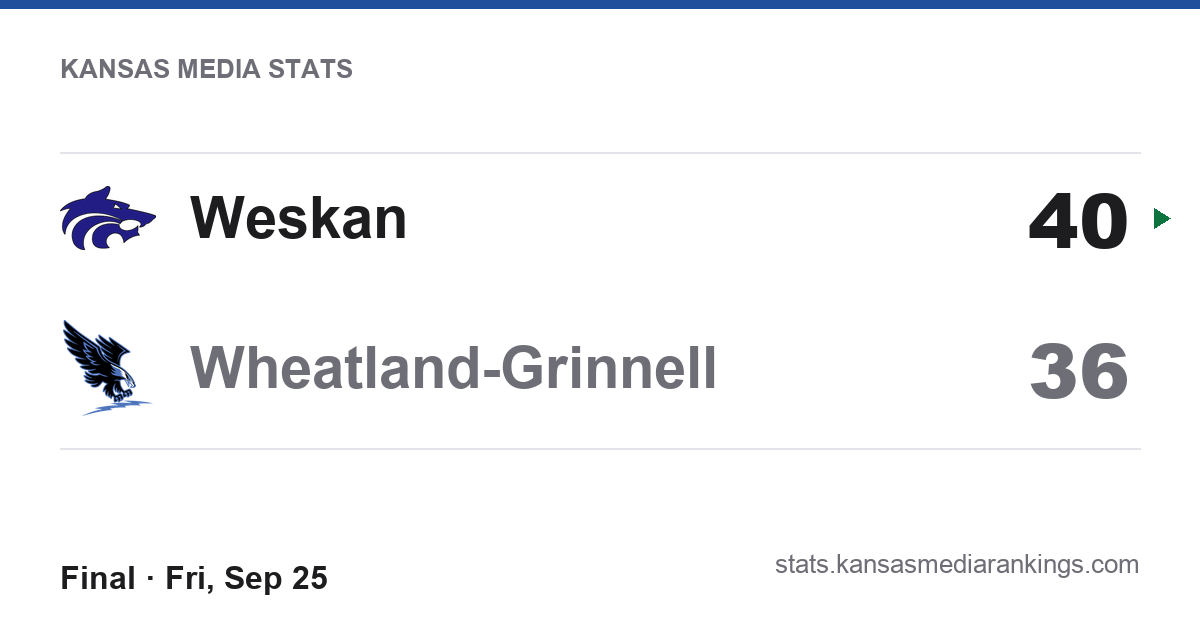 KANSAS MEDIA STATS
Weskan 40
Wheatland-Grinnell 36
Final · Fri, Sep 25
stats.kansasmediarankings.com